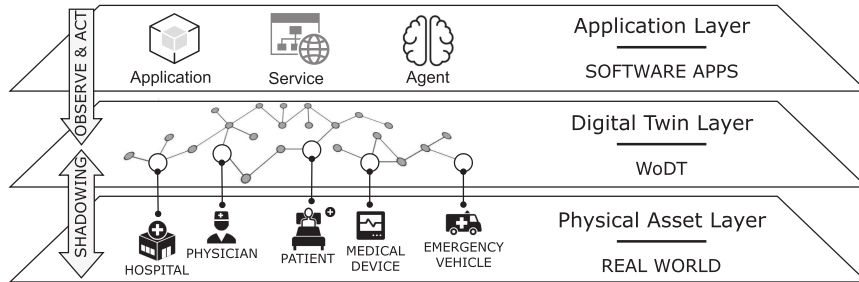 OBSERVE & ACT
Application
Service
Agent
Application Layer
SOFTWARE APPS
Digital Twin Layer
WoDT
SHADOWING
HOSPITAL
PHYSICIAN
PATIENT
MEDICAL
DEVICE
EMERGENCY
VEHICLE
Physical Asset Layer
REAL WORLD